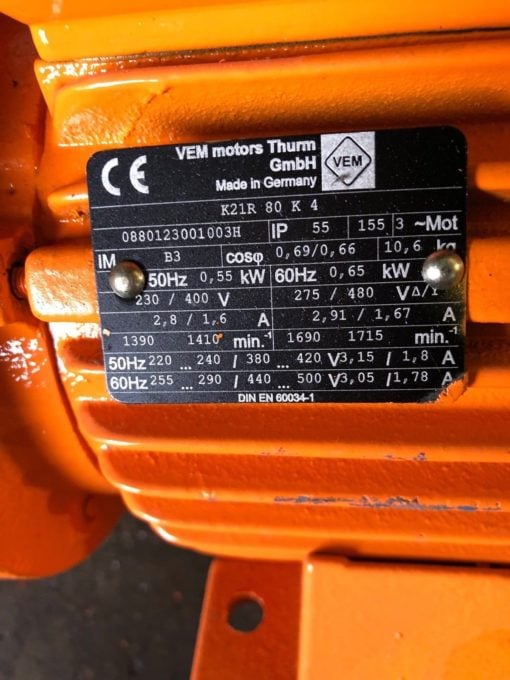 VEM motors Thurm
GmbH
VEM
Made in Germany
K21R 80 K 4
0880123001003H IP 55 155 3 ~Mot
IM B3 cosφ 0,69/0,66 10,6 kg
50Hz 0,55 kW 60Hz 0,65 kW
230 / 400 V 275 / 480 V Δ/Y
2,8 / 1,6 A 2,91 / 1,67 A
1390 1410 min.-1 1690 1715 min.-1
50Hz 220 ... 240 / 380 ... 420 V 3,15 / 1,8 A
60Hz 255 ... 290 / 440 ... 500 V 3,05 / 1,78 A
DIN EN 60034-1